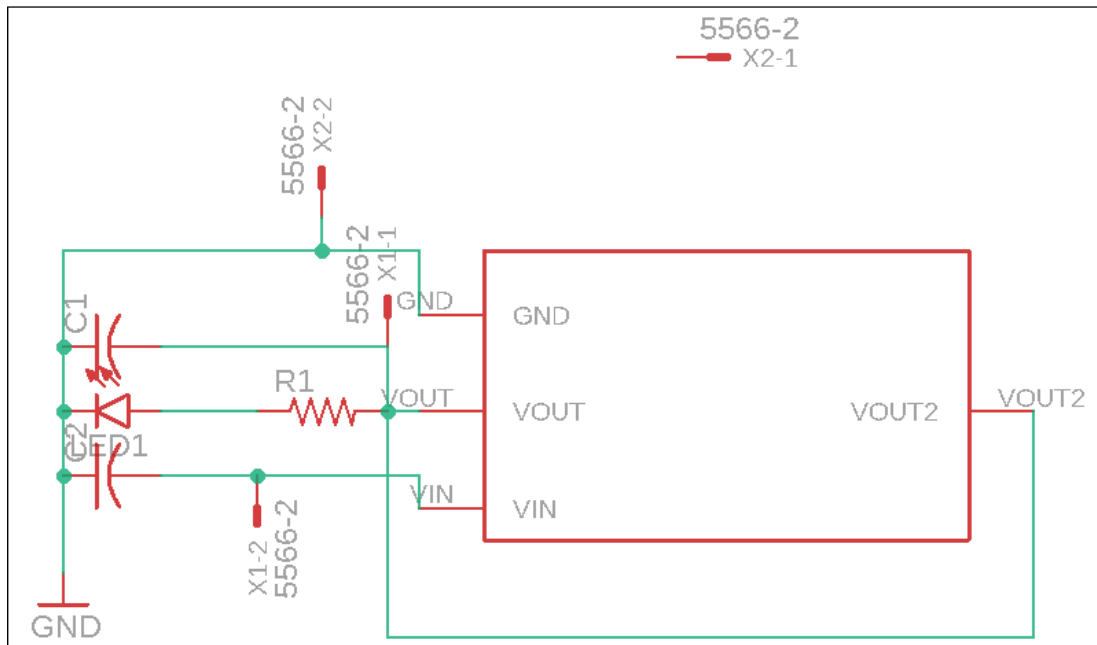 5566-2
X2-1
5566-2
X2-2
5566-2
X1-1
C1
GND
GND
R1
VOUT
VOUT
VOUT2
VOUT2
C2
LED1
VIN
VIN
X1-2
5566-2
GND